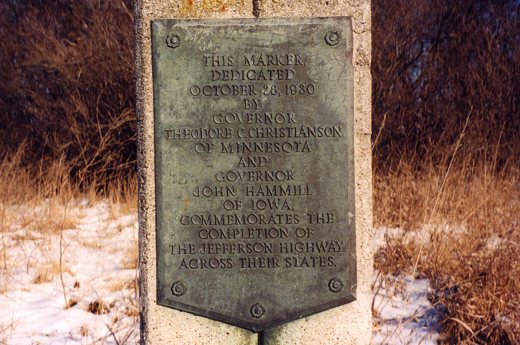 THIS MARKER,
DEDICATED
OCTOBER 28, 1930
BY
GOVERNOR
THEODORE C. CHRISTIANSON
OF MINNESOTA
AND
GOVERNOR
JOHN HAMMILL
OF IOWA,
COMMEMORATES THE
COMPLETION OF
THE JEFFERSON HIGHWAY
ACROSS THEIR STATES.